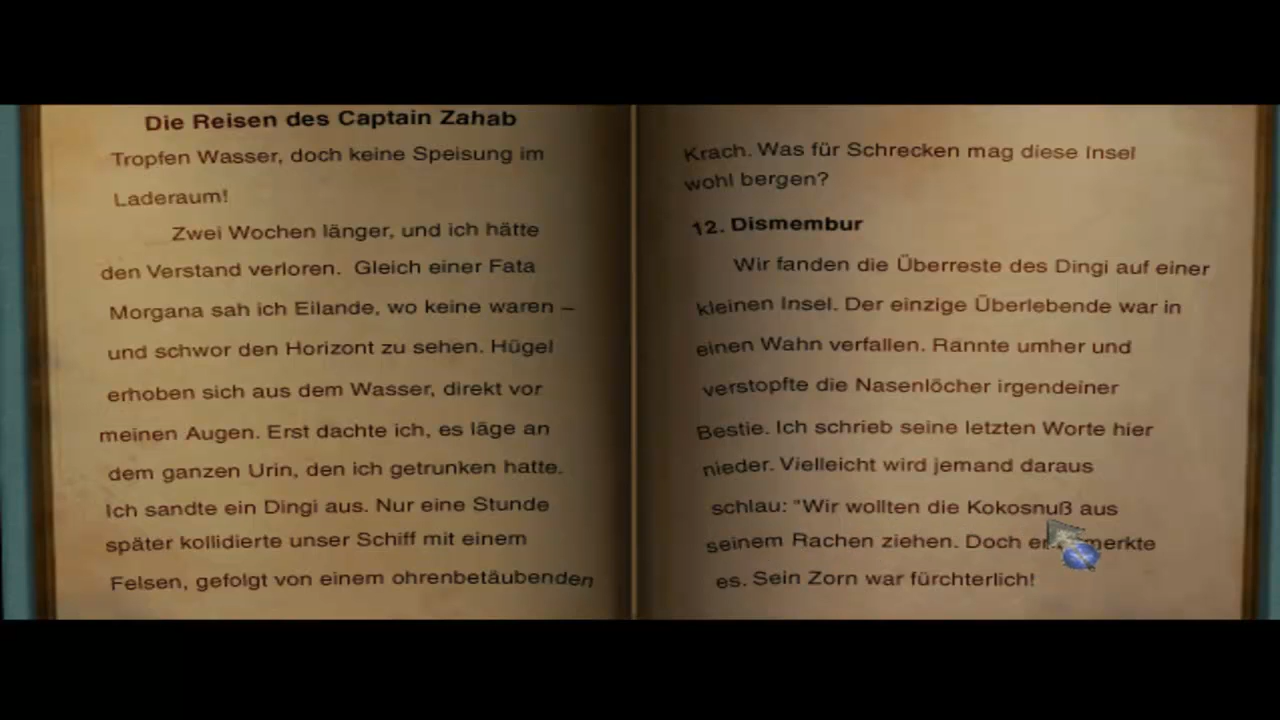 Die Reisen des Captain Zahab
Tropfen Wasser, doch keine Speisung im
Laderaum!
Zwei Wochen länger, und ich hätte
den Verstand verloren. Gleich einer Fata
Morgana sah ich Eilande, wo keine waren –
und schwor den Horizont zu sehen. Hügel
erhoben sich aus dem Wasser, direkt vor
meinen Augen. Erst dachte ich, es läge an
dem ganzen Urin, den ich getrunken hatte.
Ich sandte ein Dingi aus. Nur eine Stunde
später kollidierte unser Schiff mit einem
Felsen, gefolgt von einem ohrenbetäubenden
Krach. Was für Schrecken mag diese Insel
wohl bergen?
12. Dismembur
Wir fanden die Überreste des Dingi auf einer
kleinen Insel. Der einzige Überlebende war in
einen Wahn verfallen. Rannte umher und
verstopfte die Nasenlöcher irgendeiner
Bestie. Ich schrieb seine letzten Worte hier
nieder. Vielleicht wird jemand daraus
schlau: "Wir wollten die Kokosnuß aus
seinem Rachen ziehen. Doch er merkte
es. Sein Zorn war fürchterlich!